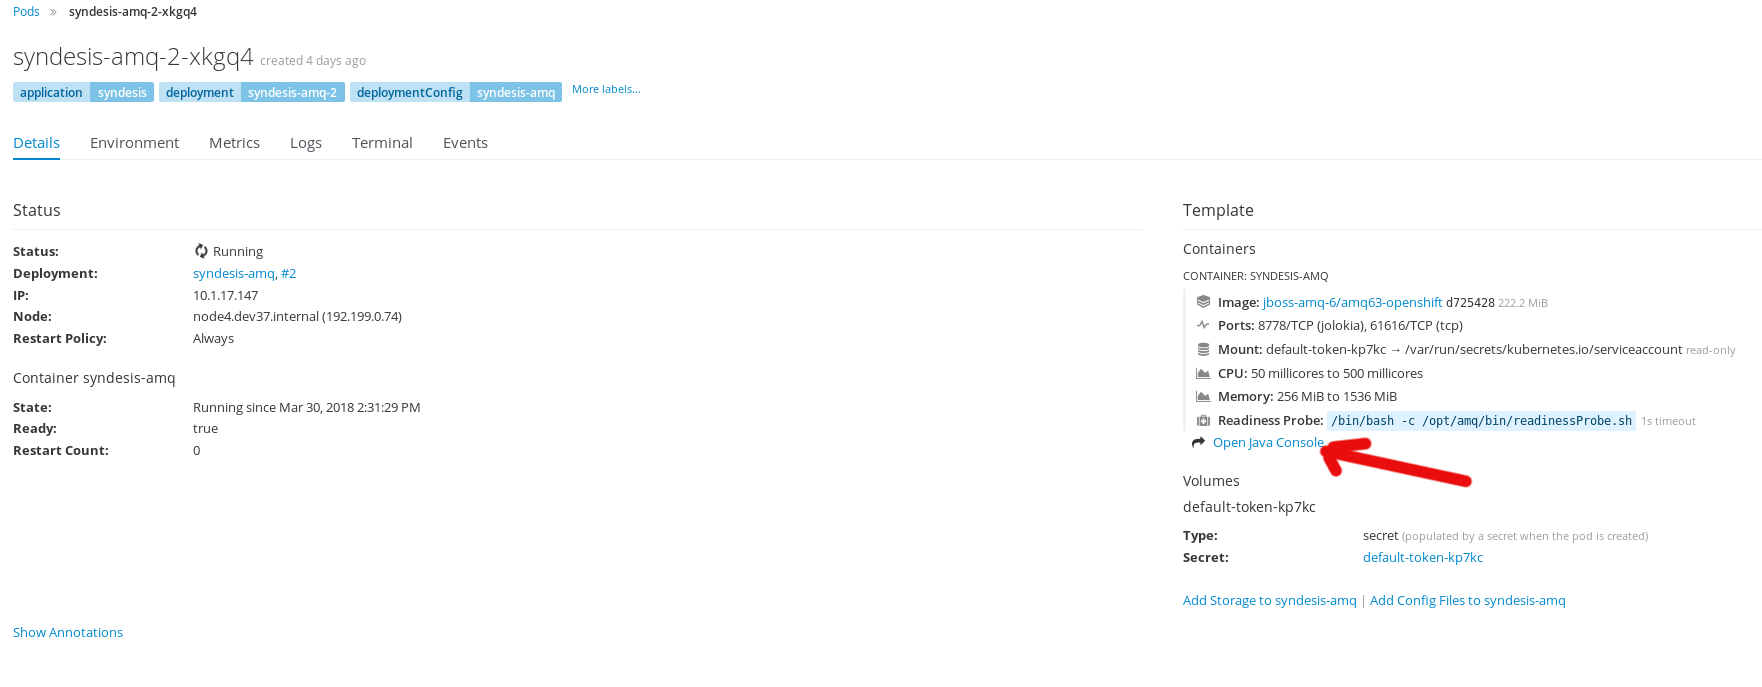 Pods » syndesis-amq-2-xkgq4
syndesis-amq-2-xkgq4 created 4 days ago
application syndesis deployment syndesis-amq-2 deploymentConfig syndesis-amq More labels...
Details Environment Metrics Logs Terminal Events
Status
Status: Running
Deployment: syndesis-amq, #2
IP: 10.1.17.147
Node: node4.dev37.internal (192.199.0.74)
Restart Policy: Always
Container syndesis-amq
State: Running since Mar 30, 2018 2:31:29 PM
Ready: true
Restart Count: 0
Show Annotations
Template
Containers
CONTAINER: SYNDESIS-AMQ
Image: jboss-amq-6/amq63-openshift d725428 222.2 MiB
Ports: 8778/TCP (jolokia), 61616/TCP (tcp)
Mount: default-token-kp7kc → /var/run/secrets/kubernetes.io/serviceaccount read-only
CPU: 50 millicores to 500 millicores
Memory: 256 MiB to 1536 MiB
Readiness Probe: /bin/bash -c /opt/amq/bin/readinessProbe.sh 1s timeout
Open Java Console
Volumes
default-token-kp7kc
Type: secret (populated by a secret when the pod is created)
Secret: default-token-kp7kc
Add Storage to syndesis-amq | Add Config Files to syndesis-amq